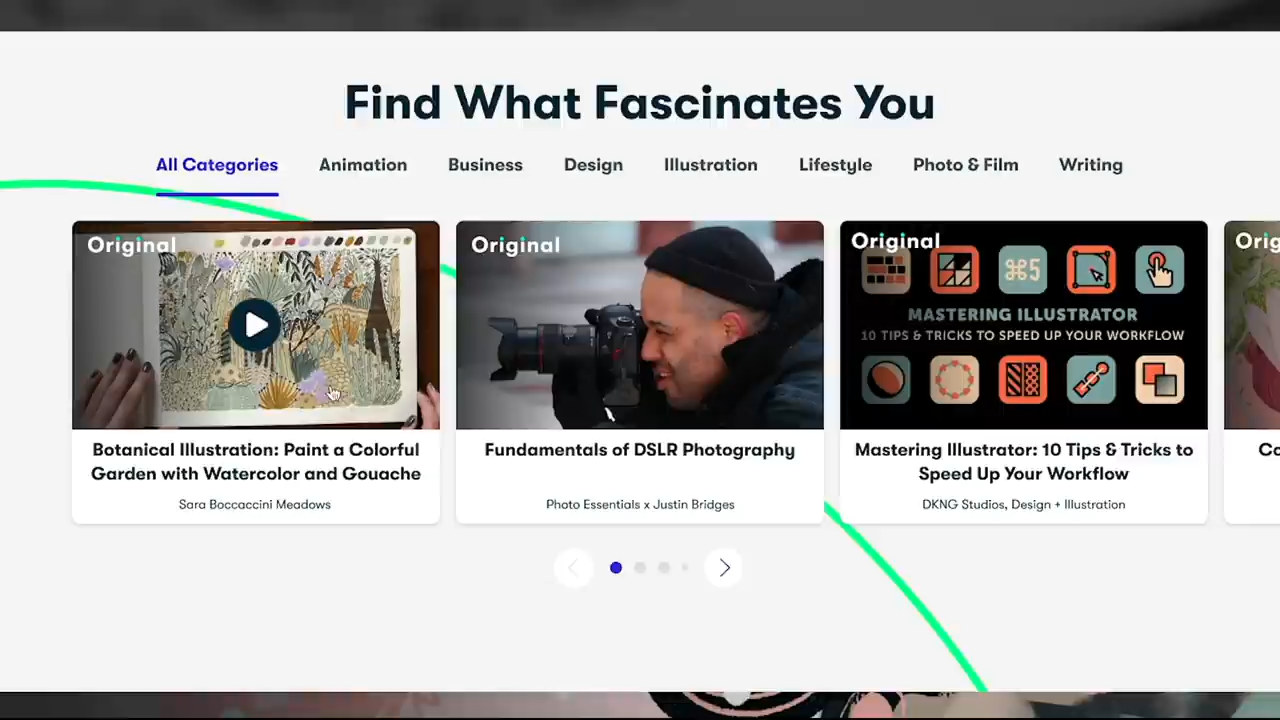 Find What Fascinates You
All Categories
Animation
Business
Design
Illustration
Lifestyle
Photo & Film
Writing
Original
Botanical Illustration: Paint a Colorful
Garden with Watercolor and Gouache
Sara Boccaccini Meadows
Original
Fundamentals of DSLR Photography
Photo Essentials x Justin Bridges
Original
⌘5
MASTERING ILLUSTRATOR
10 TIPS & TRICKS TO SPEED UP YOUR WORKFLOW
Mastering Illustrator: 10 Tips & Tricks to
Speed Up Your Workflow
DKNG Studios, Design + Illustration